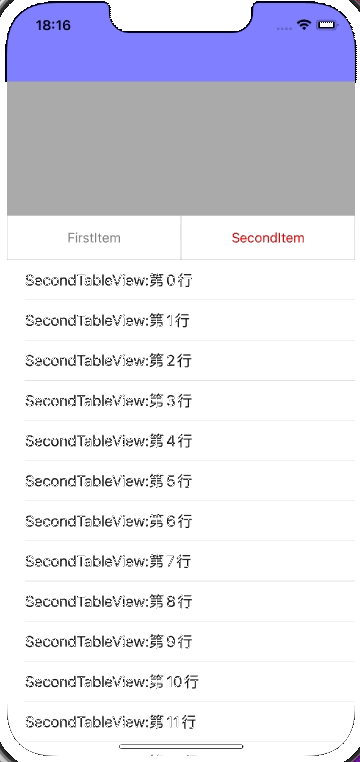 18:16
FirstItem SecondItem
SecondTableView:第 0 行
SecondTableView:第 1 行
SecondTableView:第 2 行
SecondTableView:第 3 行
SecondTableView:第 4 行
SecondTableView:第 5 行
SecondTableView:第 6 行
SecondTableView:第 7 行
SecondTableView:第 8 行
SecondTableView:第 9 行
SecondTableView:第 10 行
SecondTableView:第 11 行